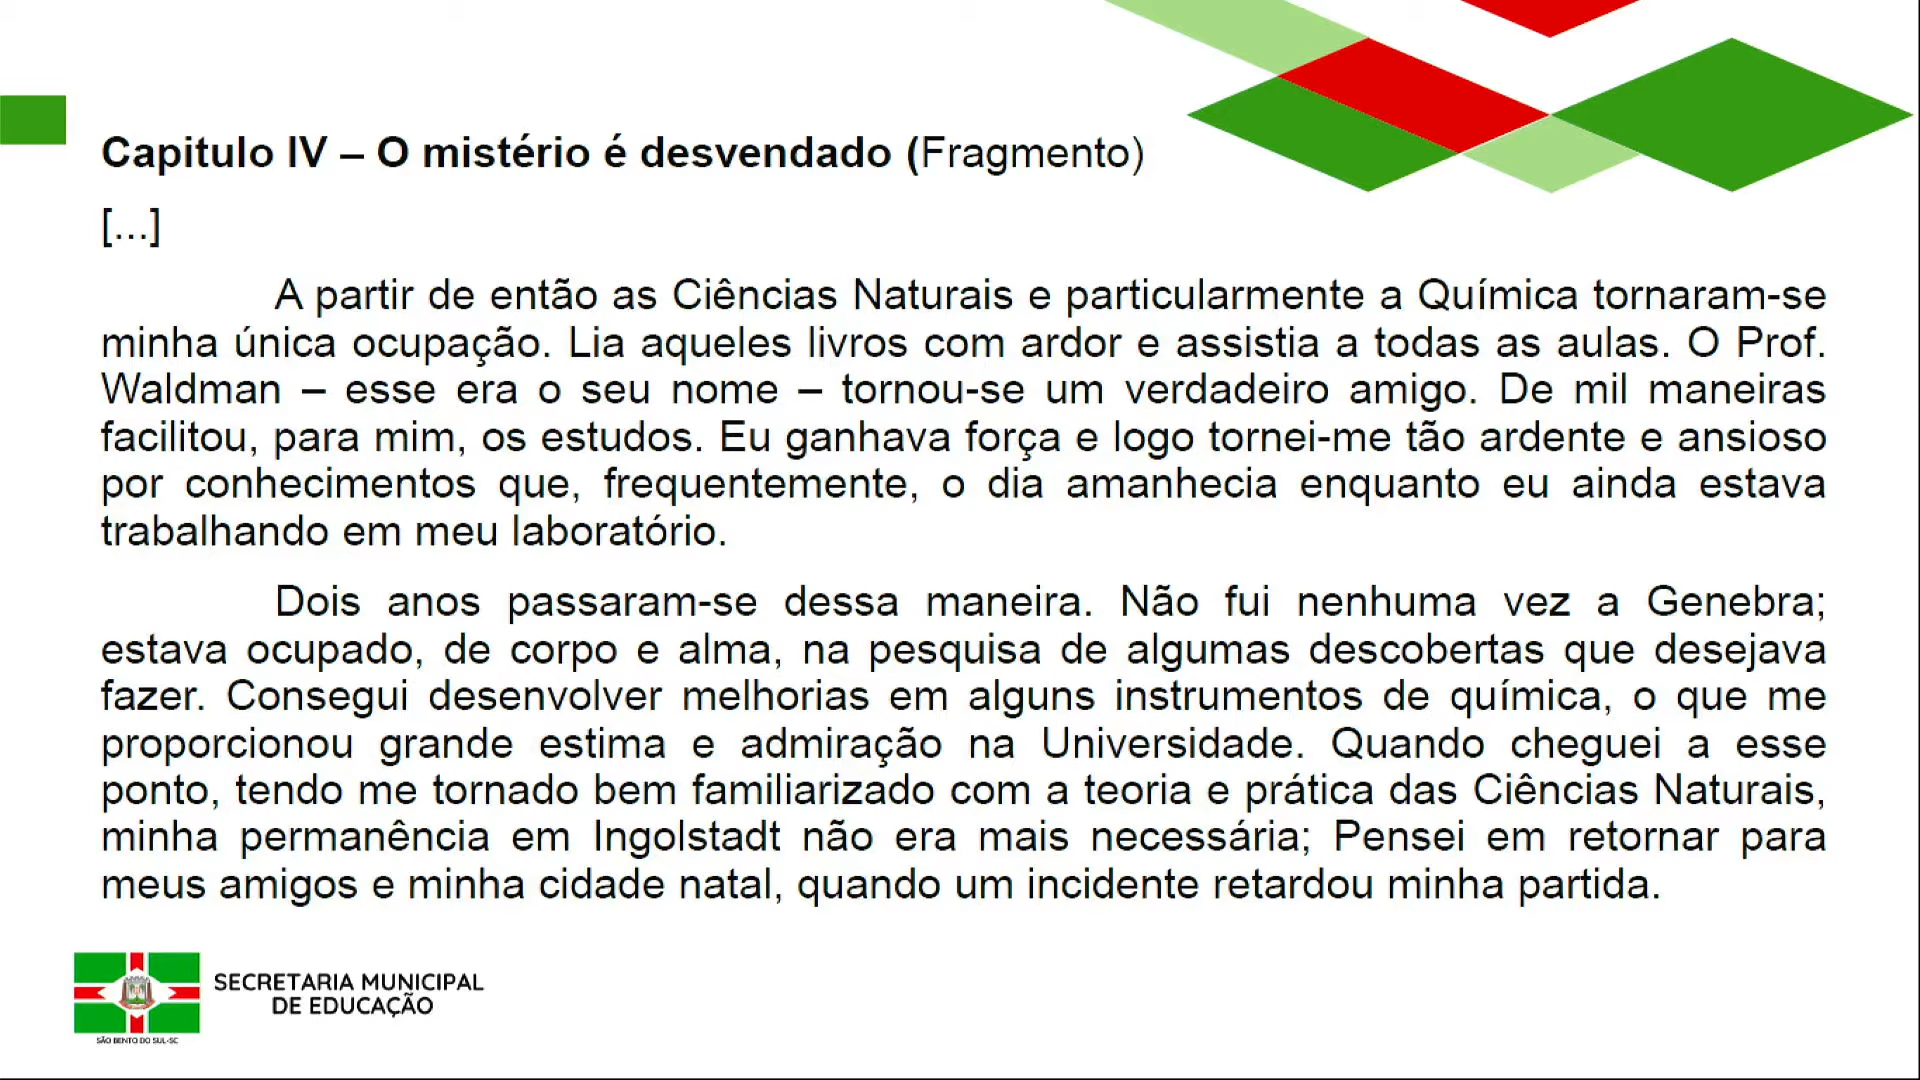 Capitulo IV – O mistério é desvendado (Fragmento)
[...]
A partir de então as Ciências Naturais e particularmente a Química tornaram-se
minha única ocupação. Lia aqueles livros com ardor e assistia a todas as aulas. O Prof.
Waldman – esse era o seu nome – tornou-se um verdadeiro amigo. De mil maneiras
facilitou, para mim, os estudos. Eu ganhava força e logo tornei-me tão ardente e ansioso
por conhecimentos que, frequentemente, o dia amanhecia enquanto eu ainda estava
trabalhando em meu laboratório.
Dois anos passaram-se dessa maneira. Não fui nenhuma vez a Genebra;
estava ocupado, de corpo e alma, na pesquisa de algumas descobertas que desejava
fazer. Consegui desenvolver melhorias em alguns instrumentos de química, o que me
proporcionou grande estima e admiração na Universidade. Quando cheguei a esse
ponto, tendo me tornado bem familiarizado com a teoria e prática das Ciências Naturais,
minha permanência em Ingolstadt não era mais necessária; Pensei em retornar para
meus amigos e minha cidade natal, quando um incidente retardou minha partida.
SECRETARIA MUNICIPAL
DE EDUCAÇÃO
SÃO BENTO DO SUL-SC